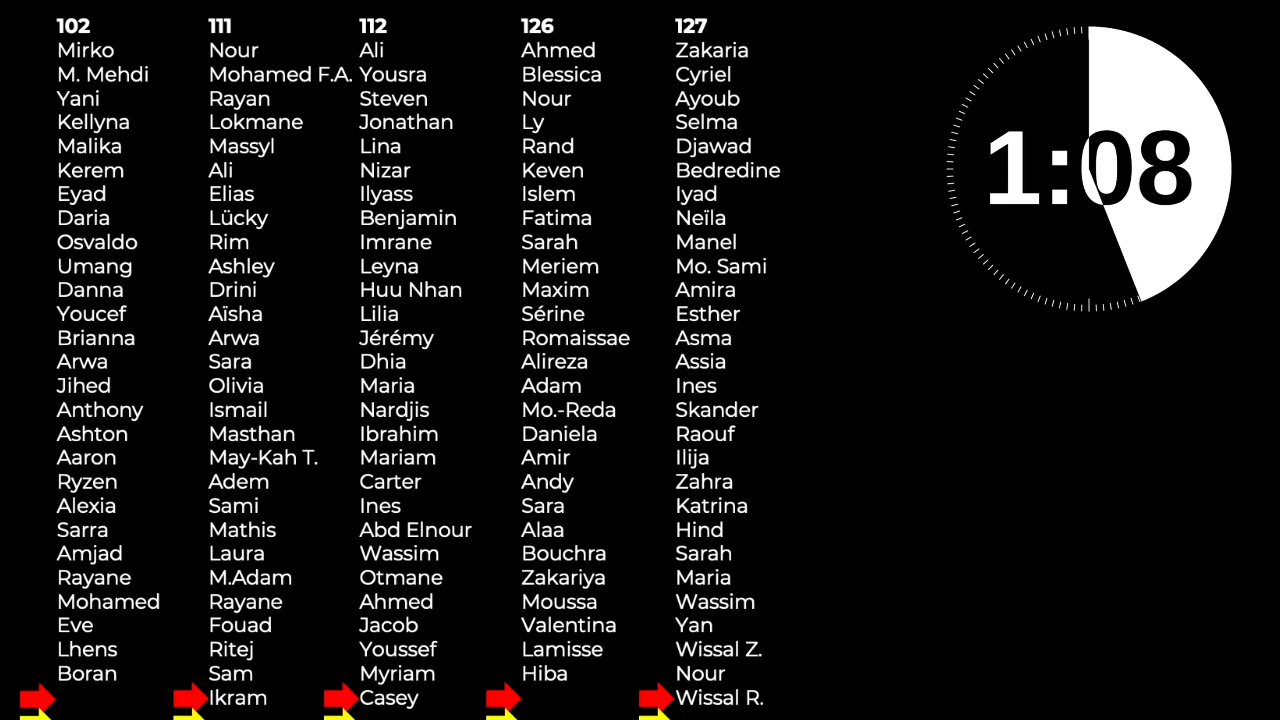 102
Mirko
M. Mehdi
Yani
Kellyna
Malika
Kerem
Eyad
Daria
Osvaldo
Umang
Danna
Youcef
Brianna
Arwa
Jihed
Anthony
Ashton
Aaron
Ryzen
Alexia
Sarra
Amjad
Rayane
Mohamed
Eve
Lhens
Boran
111
Nour
Mohamed F.A.
Rayan
Lokmane
Massyl
Ali
Elias
Lücky
Rim
Ashley
Drini
Aïsha
Arwa
Sara
Olivia
Ismail
Masthan
May-Kah T.
Adem
Sami
Mathis
Laura
M.Adam
Rayane
Fouad
Ritej
Sam
Ikram
112
Ali
Yousra
Steven
Jonathan
Lina
Nizar
Ilyass
Benjamin
Imrane
Leyna
Huu Nhan
Lilia
Jérémy
Dhia
Maria
Nardjis
Ibrahim
Mariam
Carter
Ines
Abd Elnour
Wassim
Otmane
Ahmed
Jacob
Youssef
Myriam
Casey
126
Ahmed
Blessica
Nour
Ly
Rand
Keven
Islem
Fatima
Sarah
Meriem
Maxim
Sérine
Romaissae
Alireza
Adam
Mo.-Reda
Daniela
Amir
Andy
Sara
Alaa
Bouchra
Zakariya
Moussa
Valentina
Lamisse
Hiba
127
Zakaria
Cyriel
Ayoub
Selma
Djawad
Bedredine
Iyad
Neïla
Manel
Mo. Sami
Amira
Esther
Asma
Assia
Ines
Skander
Raouf
Ilija
Zahra
Katrina
Hind
Sarah
Maria
Wassim
Yan
Wissal Z.
Nour
Wissal R.
1:08